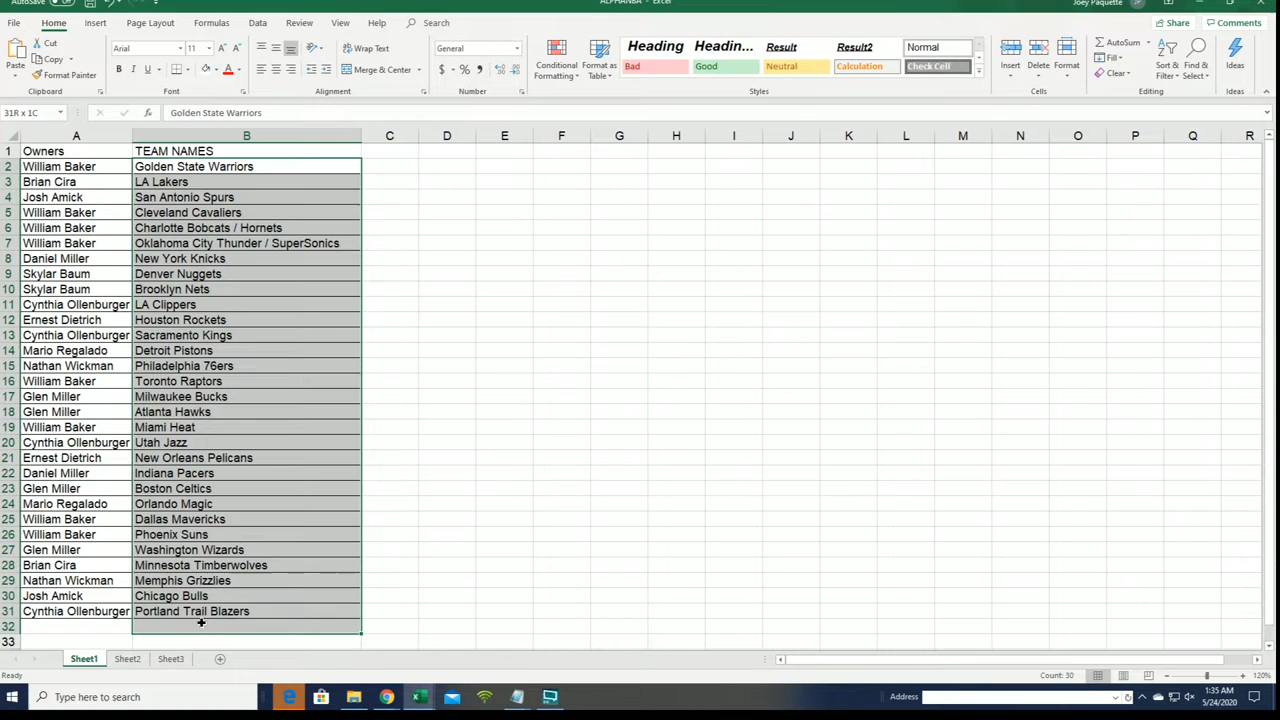 AutoSave Off ALPHANBA - Excel Joey Paquette
File Home Insert Page Layout Formulas Data Review View Help Search Share Comments
Paste Cut Copy Format Painter Clipboard
Arial 11 Font
Wrap Text Merge & Center Alignment
General Number
Conditional Formatting Format as Table
Heading Headin... Result Result2 Normal
Bad Good Neutral Calculation Check Cell
Styles
Insert Delete Format Cells
AutoSum Fill Clear Sort & Filter Find & Select Editing
Ideas Ideas
31R x 1C Golden State Warriors
A B C D E F G H I J K L M N O P Q R
1 Owners TEAM NAMES
2 William Baker Golden State Warriors
3 Brian Cira LA Lakers
4 Josh Amick San Antonio Spurs
5 William Baker Cleveland Cavaliers
6 William Baker Charlotte Bobcats / Hornets
7 William Baker Oklahoma City Thunder / SuperSonics
8 Daniel Miller New York Knicks
9 Skylar Baum Denver Nuggets
10 Skylar Baum Brooklyn Nets
11 Cynthia Ollenburger LA Clippers
12 Ernest Dietrich Houston Rockets
13 Cynthia Ollenburger Sacramento Kings
14 Mario Regalado Detroit Pistons
15 Nathan Wickman Philadelphia 76ers
16 William Baker Toronto Raptors
17 Glen Miller Milwaukee Bucks
18 Glen Miller Atlanta Hawks
19 William Baker Miami Heat
20 Cynthia Ollenburger Utah Jazz
21 Ernest Dietrich New Orleans Pelicans
22 Daniel Miller Indiana Pacers
23 Glen Miller Boston Celtics
24 Mario Regalado Orlando Magic
25 William Baker Dallas Mavericks
26 William Baker Phoenix Suns
27 Glen Miller Washington Wizards
28 Brian Cira Minnesota Timberwolves
29 Nathan Wickman Memphis Grizzlies
30 Josh Amick Chicago Bulls
31 Cynthia Ollenburger Portland Trail Blazers
32
33
Sheet1 Sheet2 Sheet3
Ready Count: 30 120%
Type here to search Address 1:35 AM
5/24/2020